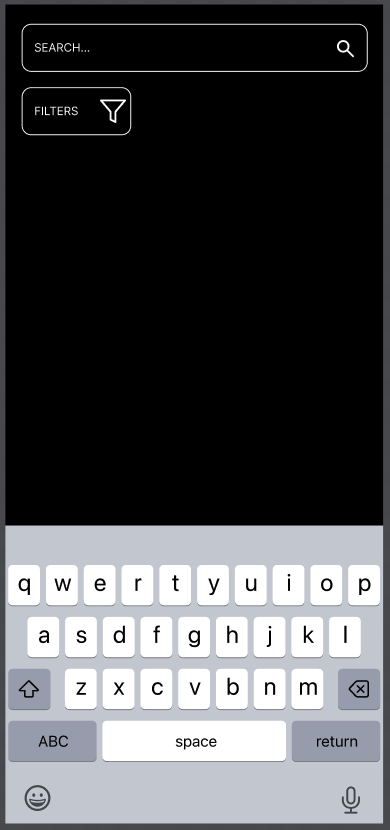 SEARCH...
FILTERS
q w e r t y u i o p
a s d f g h j k l
z x c v b n m
ABC space return